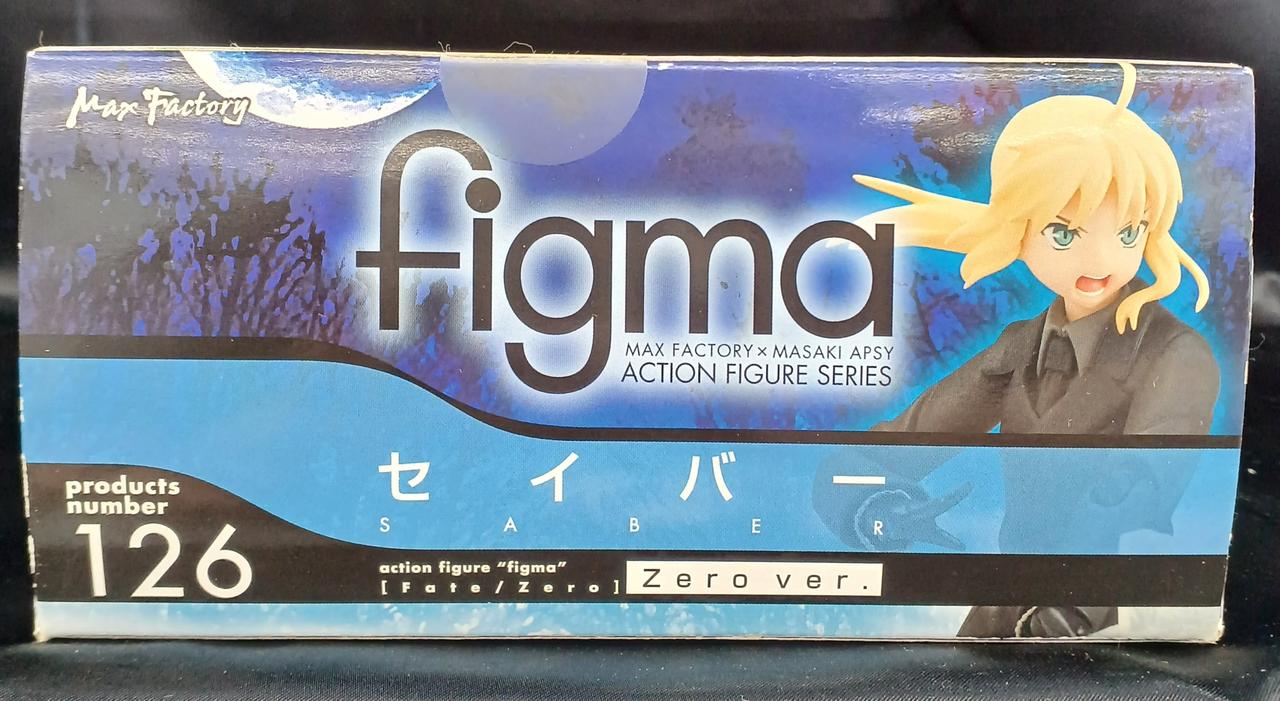 Max Factory
figma
MAX FACTORY×MASAKI APSY
ACTION FIGURE SERIES
セイバー
SABER
products
number
126
action figure “figma”
[Fate/Zero] Zero ver.